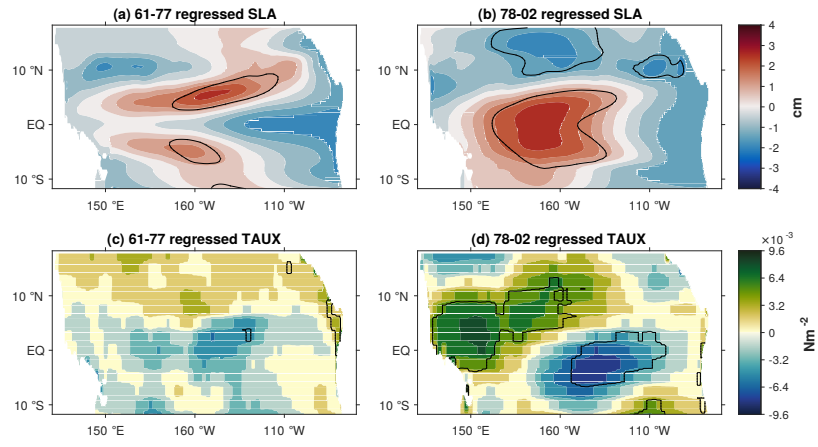 (a) 61-77 regressed SLA
(b) 78-02 regressed SLA
10 °N
EQ
10 °S
150 °E
160 °W
110 °W
10 °N
EQ
10 °S
150 °E
160 °W
110 °W
4
3
2
1
0
-1
-2
-3
-4
cm
(c) 61-77 regressed TAUX
(d) 78-02 regressed TAUX
10 °N
EQ
10 °S
150 °E
160 °W
110 °W
10 °N
EQ
10 °S
150 °E
160 °W
110 °W
×10⁻³
9.6
6.4
3.2
0
-3.2
-6.4
-9.6
Nm⁻²